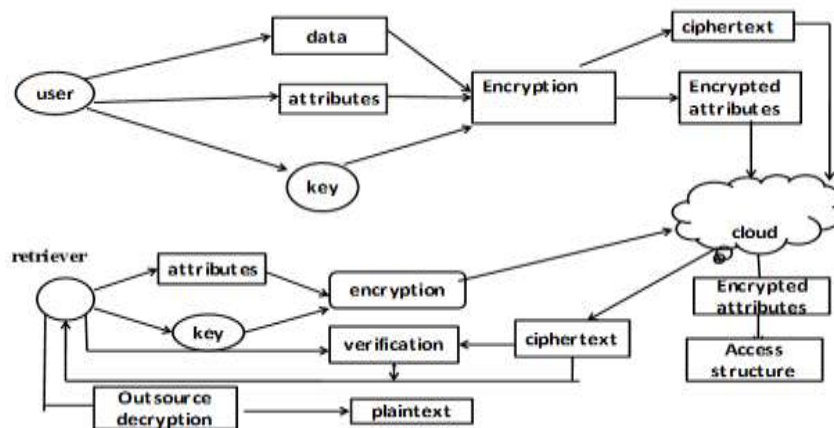 data
ciphertext
user
attributes
Encryption
Encrypted
attributes
key
cloud
retriever
attributes
encryption
Encrypted
attributes
key
verification
ciphertext
Access
structure
Outsource
decryption
plaintext